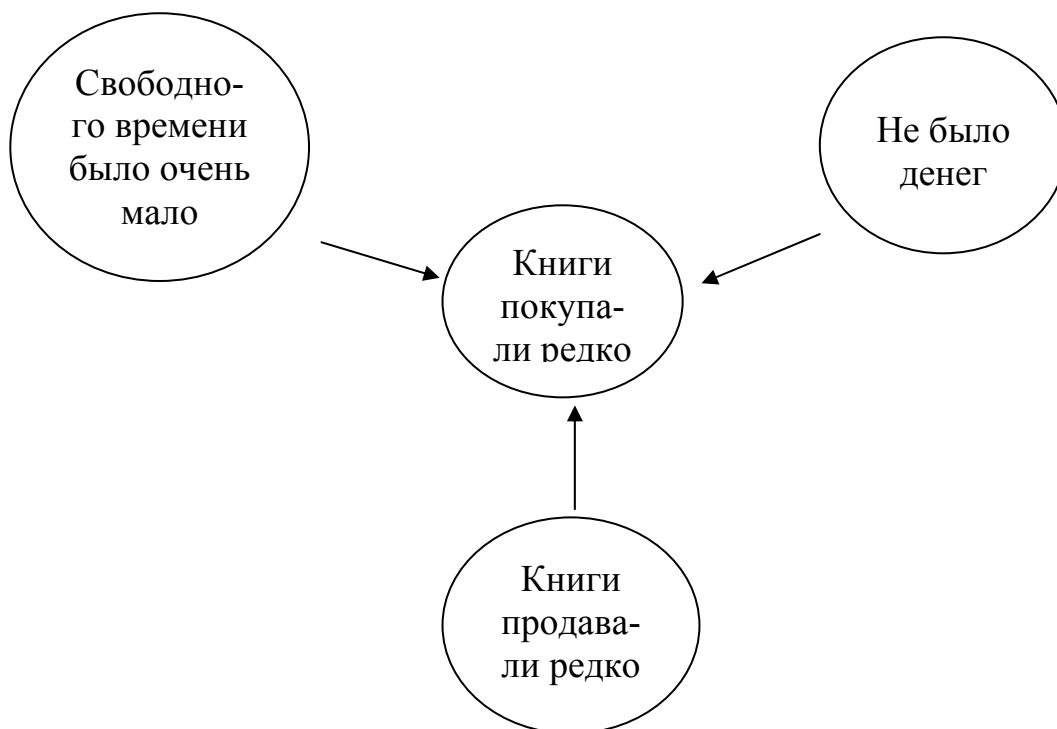 Свободно-
го времени
было очень
мало
Не было
денег
Книги
покупа-
ли редко
Книги
продава-
ли редко